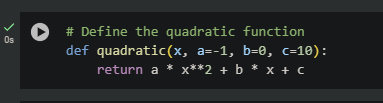 # Define the quadratic function
0s
def quadratic(x, a=-1, b=0, c=10):
    return a * x**2 + b * x + c